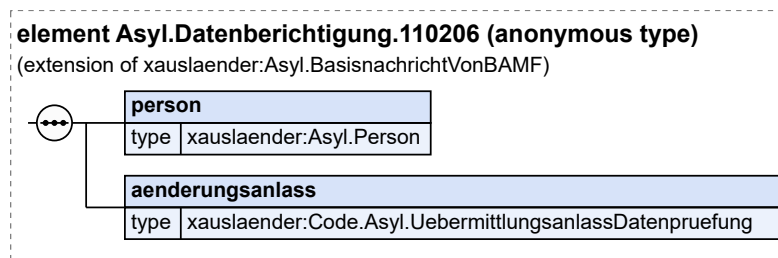 element Asyl.Datenberichtigung.110206 (anonymous type)
(extension of xauslaender:Asyl.BasisnachrichtVonBAMF)
person
type xauslaender:Asyl.Person
aenderungsanlass
type xauslaender:Code.Asyl.UebermittlungsanlassDatenpruefung